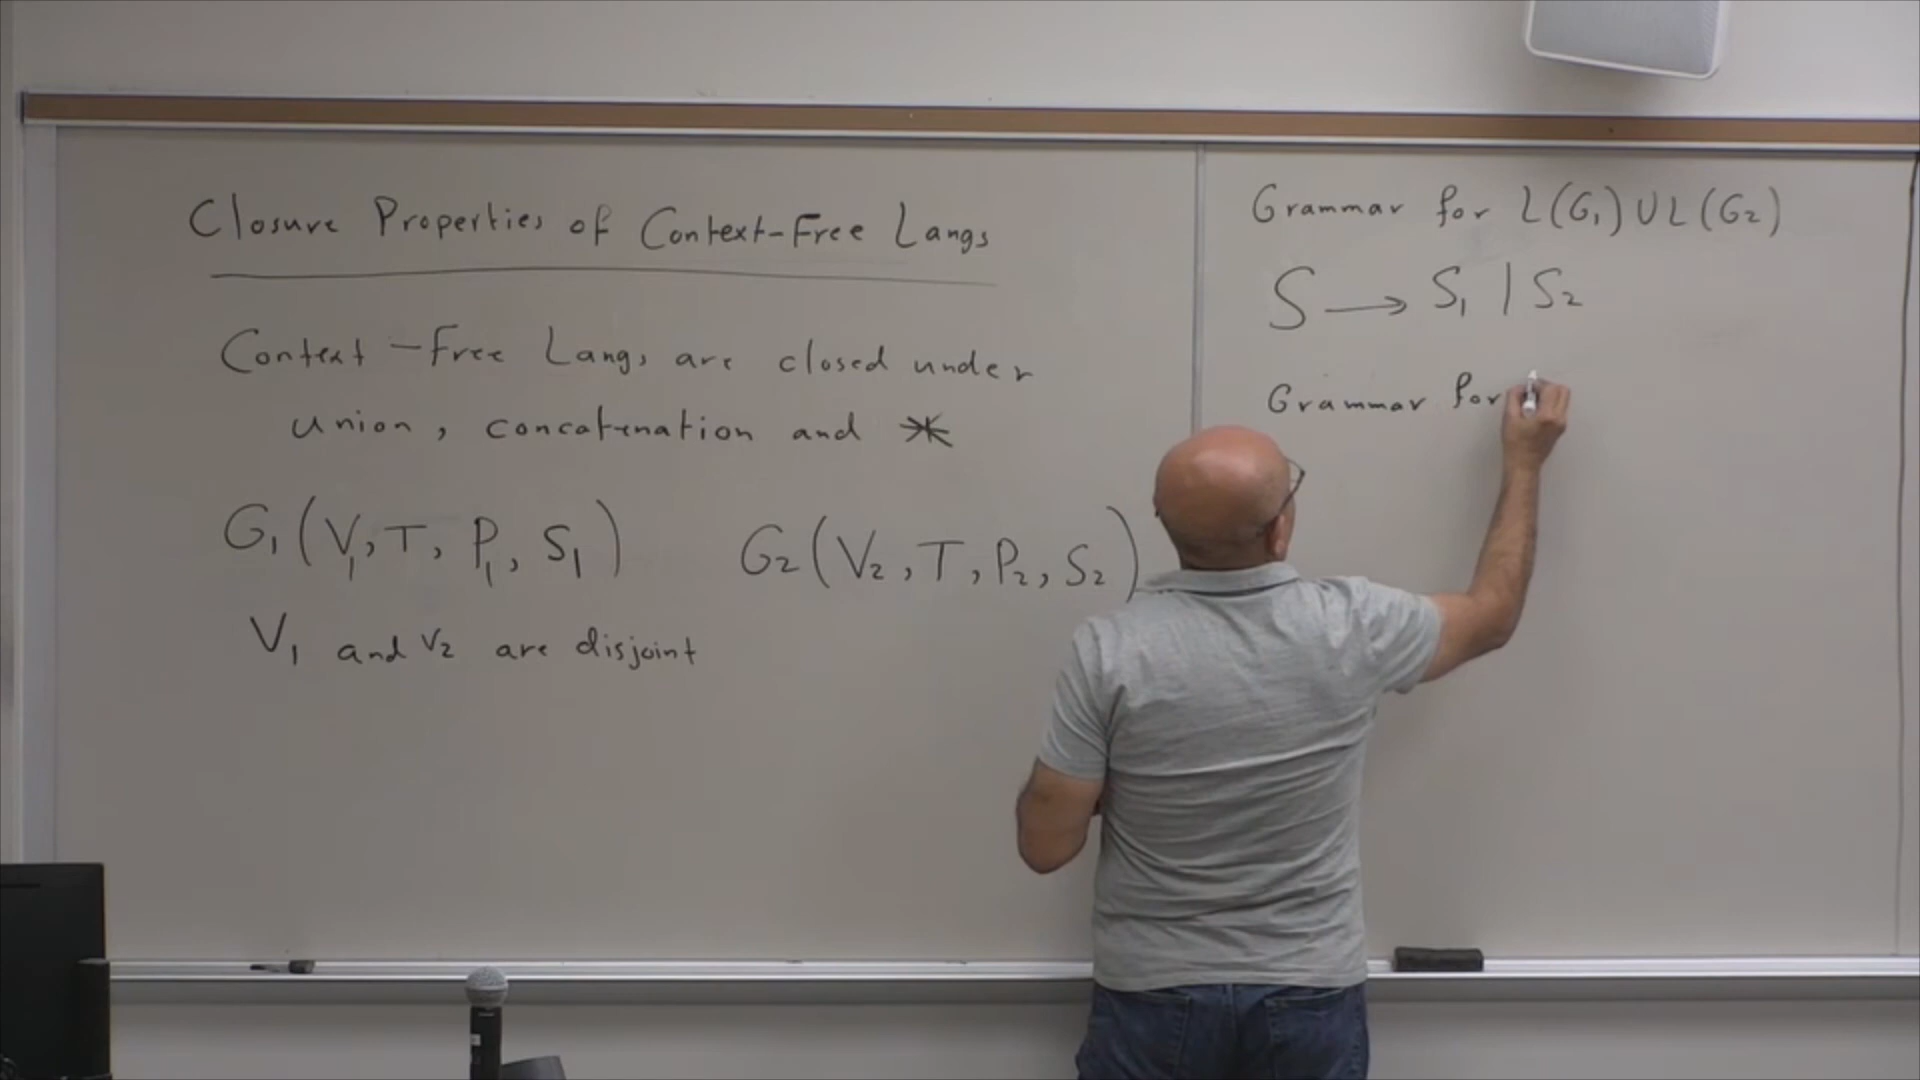 Closure Properties of Context-Free Langs
Context-Free Langs are closed under
union, concatenation and *
G₁(V₁, T, P₁, S₁)
G₂(V₂, T, P₂, S₂)
V₁ and V₂ are disjoint
Grammar for L(G₁) ∪ L(G₂)
S → S₁ | S₂
Grammar for